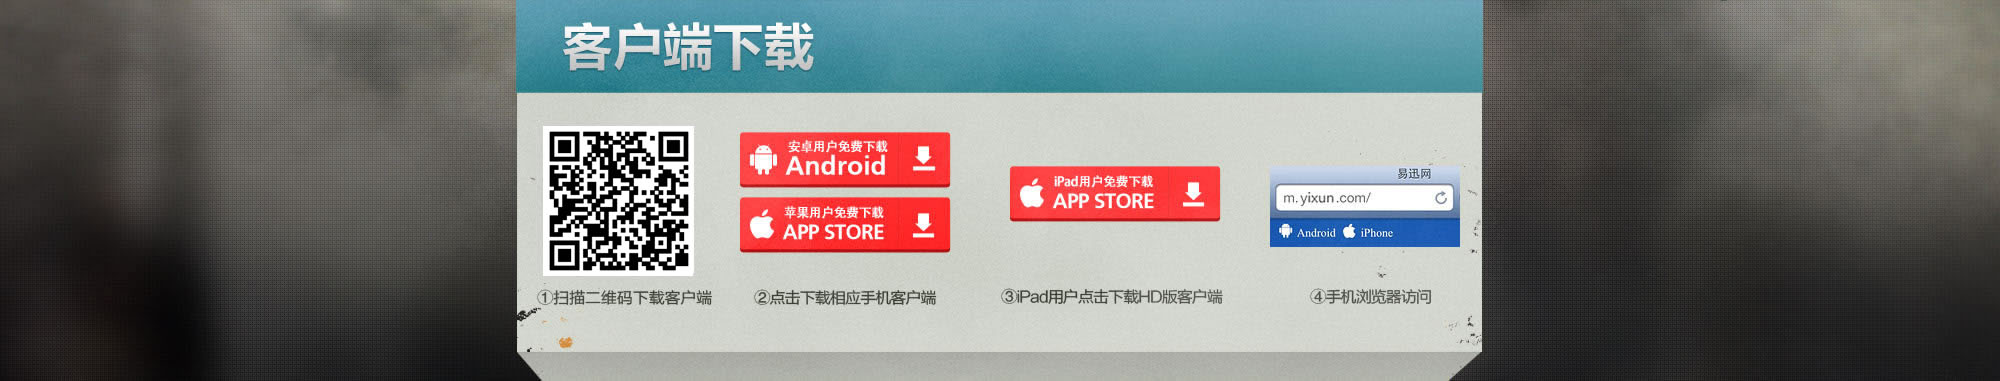 客户端下载
安卓用户免费下载
Android
苹果用户免费下载
APP STORE
iPad用户免费下载
APP STORE
易迅网
m.yixun.com/
Android iPhone
①扫描二维码下载客户端
②点击下载相应手机客户端
③iPad用户点击下载HD版客户端
④手机浏览器访问